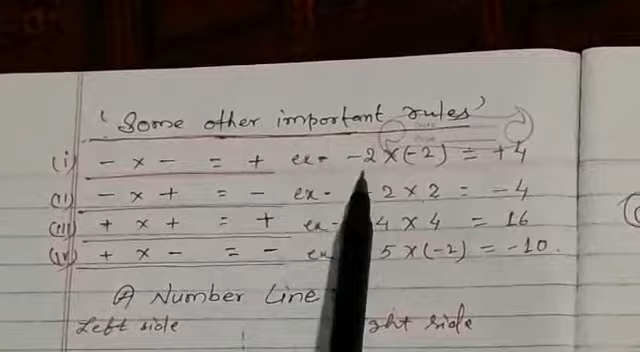 'Some other important rules'
(i) - x - = + ex- -2x(-2) = +4
(ii) - x + = - ex- 2 x 2 = -4
(iii) + x + = + ex- 4 x 4 = 16
(iv) + x - = - ex 5 x (-2) = -10.
Number Line
Left side ght side